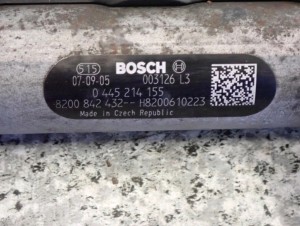 515 BOSCH
07-09-05 003126 L3
0 445 214 155
8200 842 432-- H8200610223
Made in Czech Republic